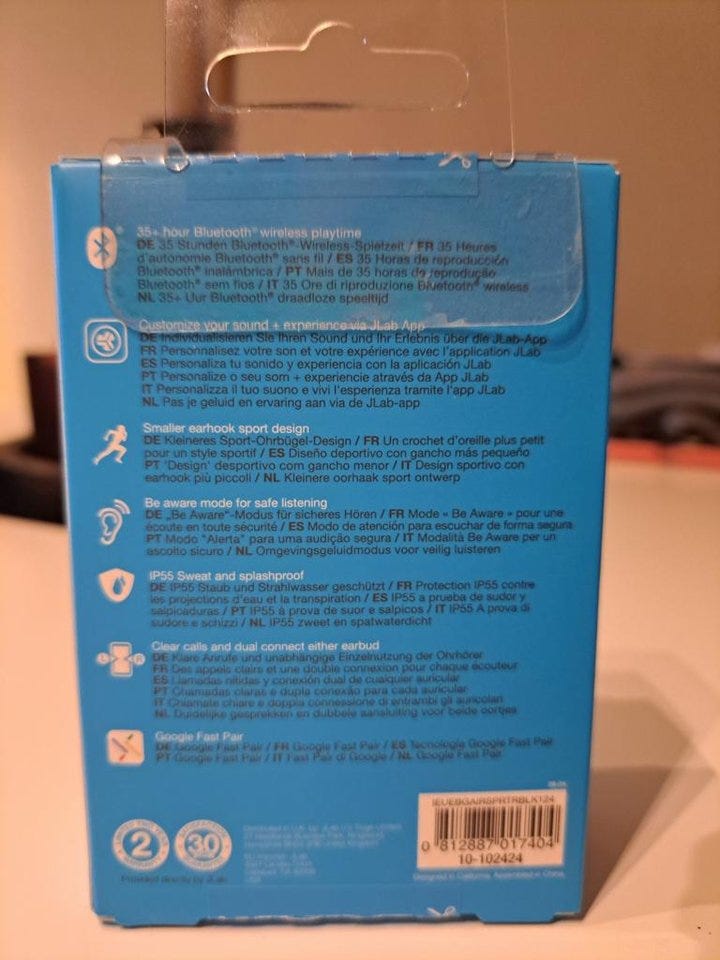 35+ hour Bluetooth® wireless playtime
DE 35 Stunden Bluetooth®-Wireless-Spielzeit / FR 35 Heures
d'autonomie Bluetooth® sans fil / ES 35 Horas de reproducción
Bluetooth® inalámbrica / PT Mais de 35 horas de reprodução
Bluetooth® sem fios / IT 35 Ore di riproduzione Bluetooth® wireless
NL 35+ Uur Bluetooth® draadloze speeltijd
Customize your sound + experience via JLab App
DE Individualisieren Sie Ihren Sound und Ihr Erlebnis über die JLab-App
FR Personnalisez votre son et votre expérience avec l'application JLab
ES Personaliza tu sonido y experiencia con la aplicación JLab
PT Personalize o seu som + experiencie através da App JLab
IT Personalizza il tuo suono e vivi l'esperienza tramite l'app JLab
NL Pas je geluid en ervaring aan via de JLab-app
Smaller earhook sport design
DE Kleineres Sport-Ohrbügel-Design / FR Un crochet d'oreille plus petit
pour un style sportif / ES Diseño deportivo con gancho más pequeño
PT 'Design' desportivo com gancho menor / IT Design sportivo con
earhook più piccoli / NL Kleinere oorhaak sport ontwerp
Be aware mode for safe listening
DE „Be Aware“-Modus für sicheres Hören / FR Mode « Be Aware » pour une
écoute en toute sécurité / ES Modo de atención para escuchar de forma segura
PT Modo "Alerta" para uma audição segura / IT Modalità Be Aware per un
ascolto sicuro / NL Omgevingsgeluidmodus voor veilig luisteren
IP55 Sweat and splashproof
DE IP55 Staub und Strahlwasser geschützt / FR Protection IP55 contre
les projections d'eau et la transpiration / ES IP55 a prueba de sudor y
salpicaduras / PT IP55 à prova de suor e salpicos / IT IP55 A prova di
sudore e schizzi / NL IP55 zweet en spatwaterdicht
Clear calls and dual connect either earbud
DE Klare Anrufe und unabhängige Einzelnutzung der Ohrhörer
FR Des appels clairs et une double connexion pour chaque écouteur
ES Llamadas nítidas y conexión dual de cualquier auricular
PT Chamadas claras e dupla conexão para cada auricular
IT Chiamate chiare e doppia connessione di entrambi gli auricolari
NL Duidelijke gesprekken en dubbele aansluiting voor beide oortjes
L R
Google Fast Pair
DE Google Fast Pair / FR Google Fast Pair / ES Tecnología Google Fast Pair
PT Google Fast Pair / IT Fast Pair di Google / NL Google Fast Pair
IEUEBGAIRSPRTRBLK124
0 812887 017404
10-102424
Designed in California. Assembled in China.
2
30
Provided directly by JLab